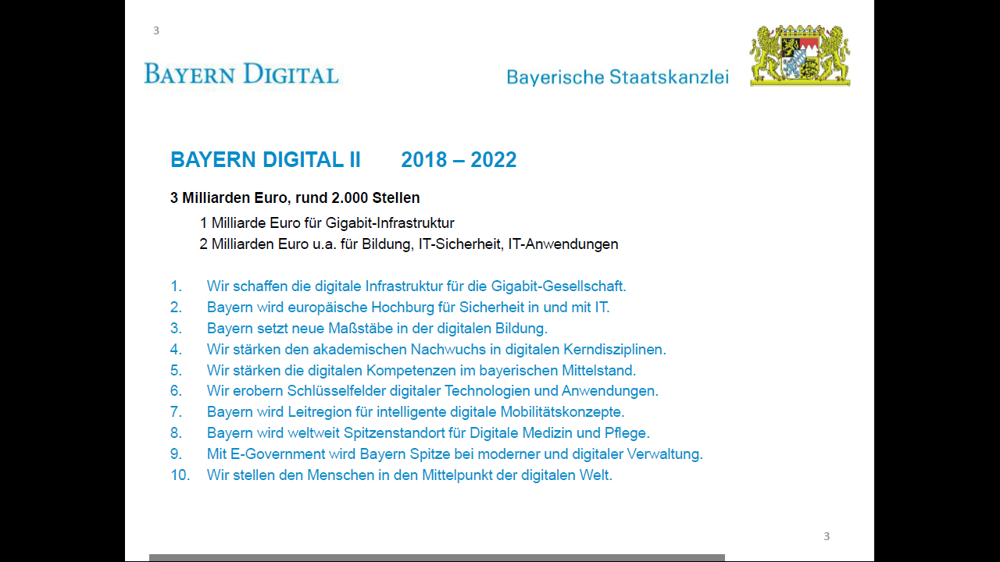 3
BAYERN DIGITAL
Bayerische Staatskanzlei
BAYERN DIGITAL II 2018 – 2022
3 Milliarden Euro, rund 2.000 Stellen
1 Milliarde Euro für Gigabit-Infrastruktur
2 Milliarden Euro u.a. für Bildung, IT-Sicherheit, IT-Anwendungen
1. Wir schaffen die digitale Infrastruktur für die Gigabit-Gesellschaft.
2. Bayern wird europäische Hochburg für Sicherheit in und mit IT.
3. Bayern setzt neue Maßstäbe in der digitalen Bildung.
4. Wir stärken den akademischen Nachwuchs in digitalen Kerndisziplinen.
5. Wir stärken die digitalen Kompetenzen im bayerischen Mittelstand.
6. Wir erobern Schlüsselfelder digitaler Technologien und Anwendungen.
7. Bayern wird Leitregion für intelligente digitale Mobilitätskonzepte.
8. Bayern wird weltweit Spitzenstandort für Digitale Medizin und Pflege.
9. Mit E-Government wird Bayern Spitze bei moderner und digitaler Verwaltung.
10. Wir stellen den Menschen in den Mittelpunkt der digitalen Welt.
3